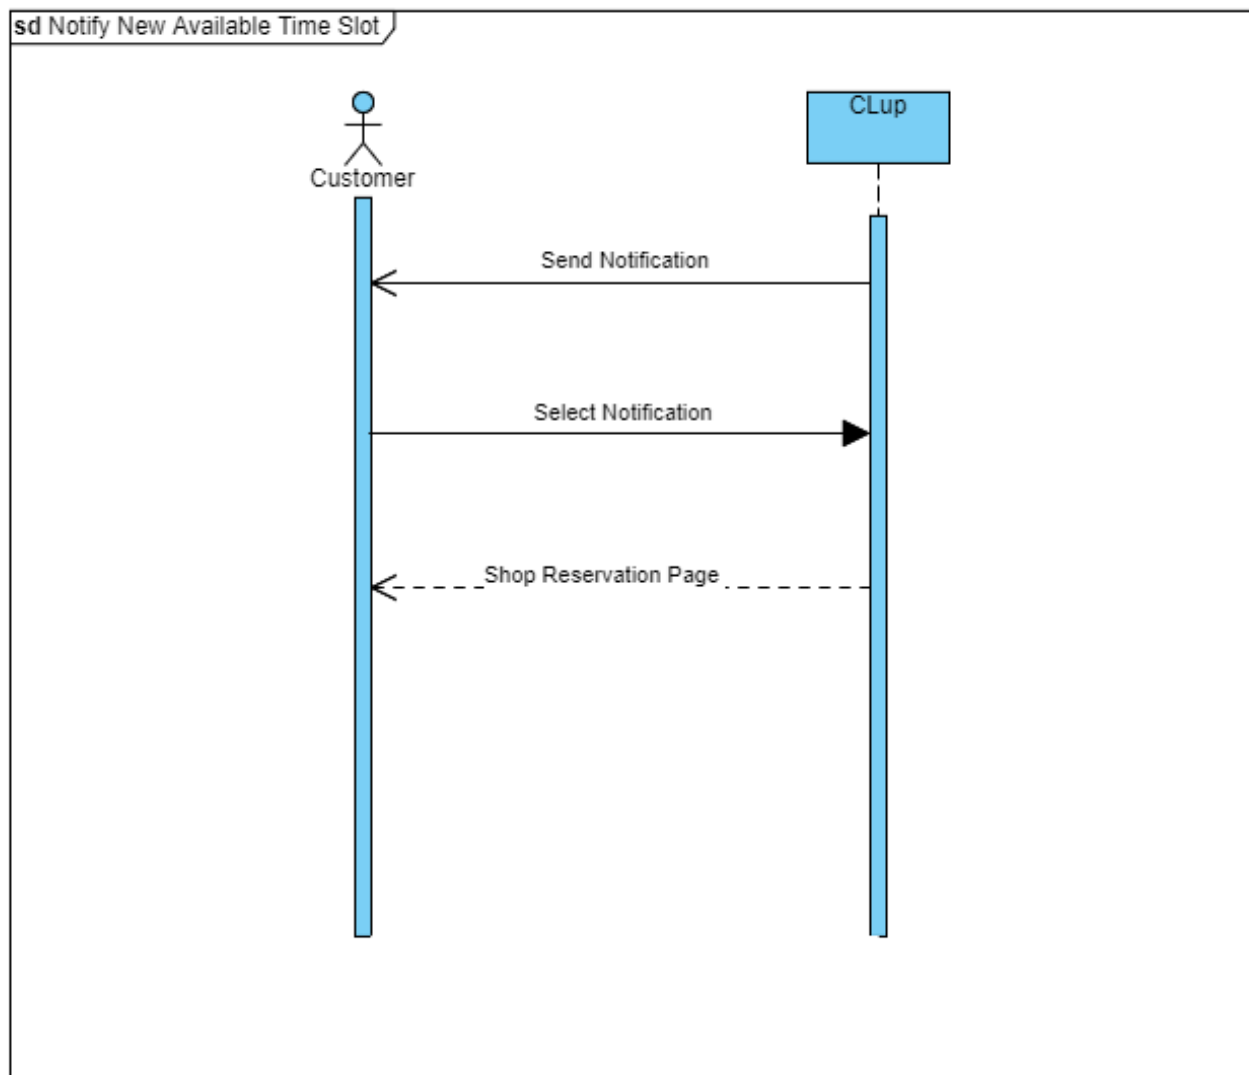 sd Notify New Available Time Slot
CLup
Customer
Send Notification
Select Notification
Shop Reservation Page